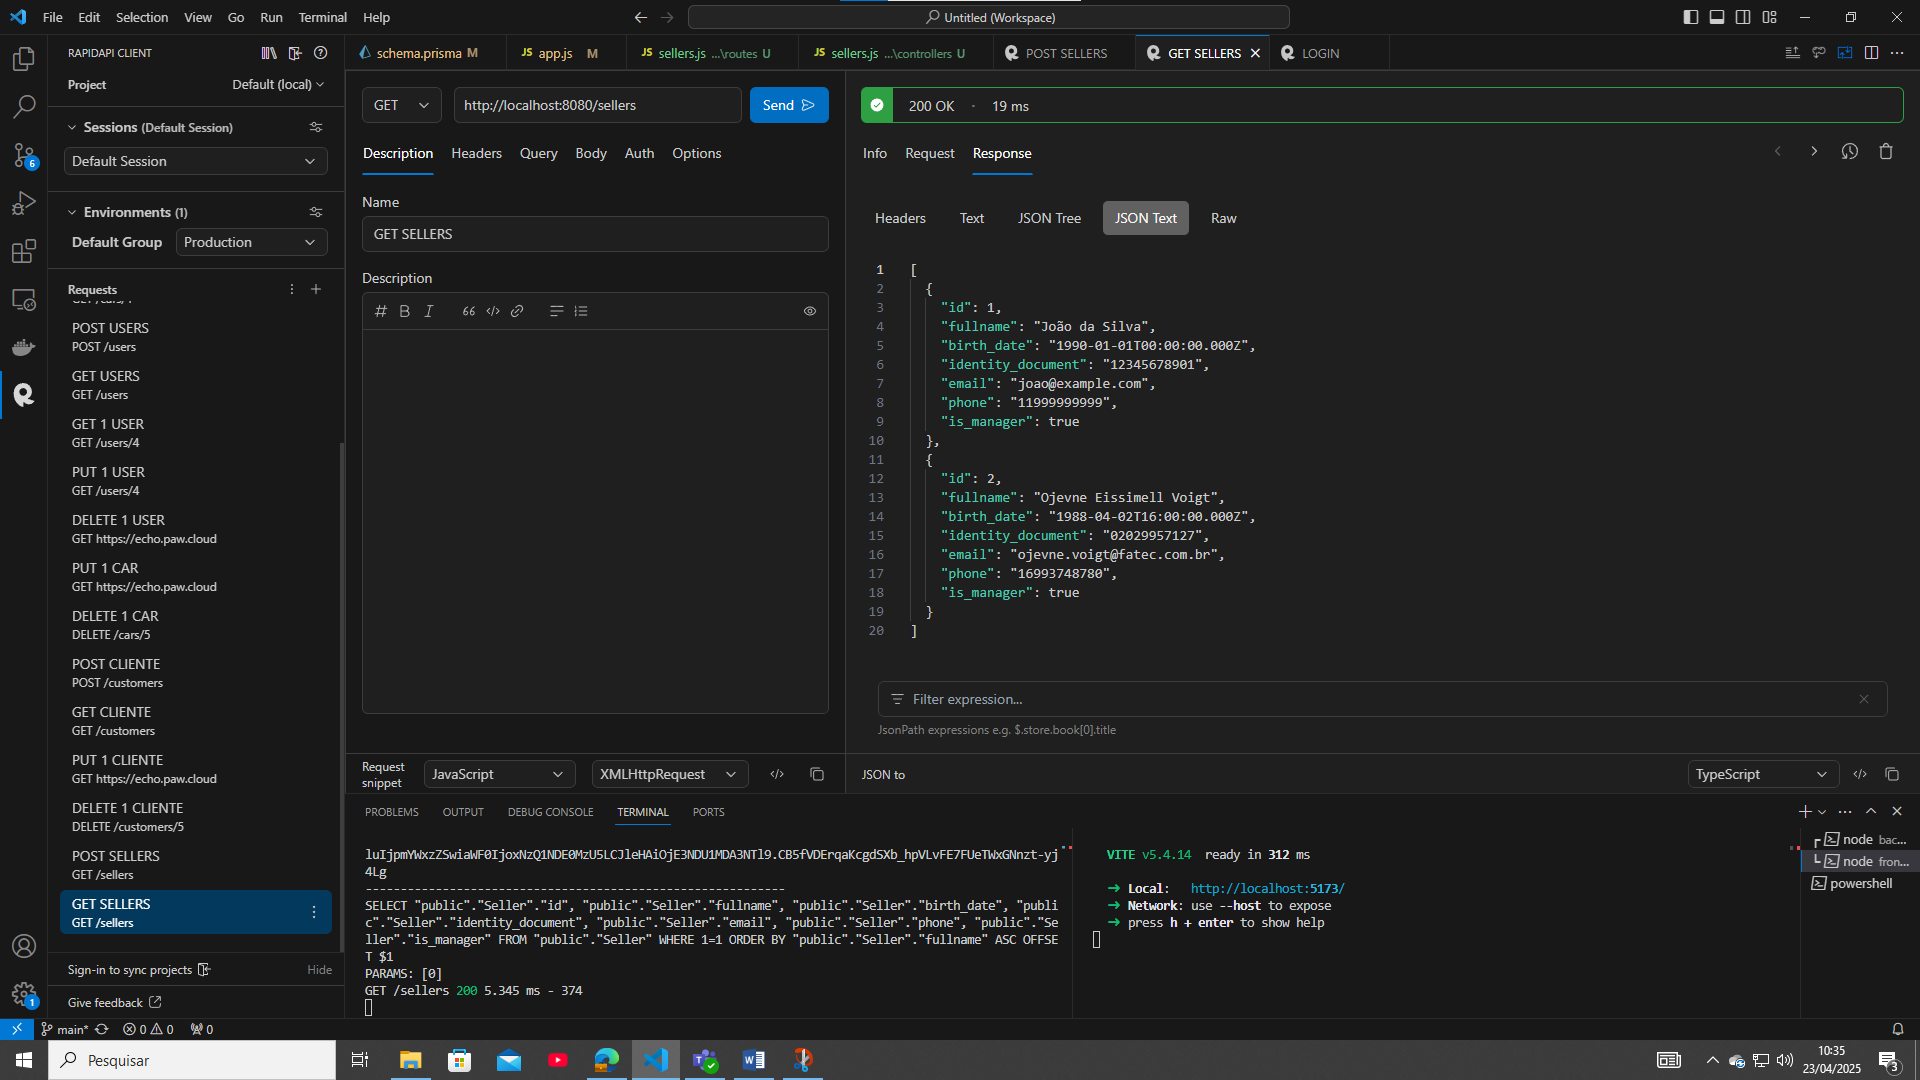 File Edit Selection View Go Run Terminal Help
Untitled (Workspace)
RAPIDAPI CLIENT
schema.prisma M
JS app.js M
JS sellers.js ...\routes U
JS sellers.js ...\controllers U
POST SELLERS
GET SELLERS
LOGIN
Project
Default (local)
Sessions (Default Session)
Default Session
Environments (1)
Default Group
Production
Requests
POST USERS
POST /users
GET USERS
GET /users
GET 1 USER
GET /users/4
PUT 1 USER
GET /users/4
DELETE 1 USER
GET https://echo.paw.cloud
PUT 1 CAR
GET https://echo.paw.cloud
DELETE 1 CAR
DELETE /cars/5
POST CLIENTE
POST /customers
GET CLIENTE
GET /customers
PUT 1 CLIENTE
GET https://echo.paw.cloud
DELETE 1 CLIENTE
DELETE /customers/5
POST SELLERS
GET /sellers
GET SELLERS
GET /sellers
Sign-in to sync projects
Hide
Give feedback
6
1
GET
http://localhost:8080/sellers
Send
Description Headers Query Body Auth Options
Name
GET SELLERS
Description
200 OK · 19 ms
Info Request Response
Headers Text JSON Tree JSON Text Raw
1 [
2 {
3 "id": 1,
4 "fullname": "João da Silva",
5 "birth_date": "1990-01-01T00:00:00.000Z",
6 "identity_document": "12345678901",
7 "email": "joao@example.com",
8 "phone": "11999999999",
9 "is_manager": true
10 },
11 {
12 "id": 2,
13 "fullname": "Ojevne Eissimell Voigt",
14 "birth_date": "1988-04-02T16:00:00.000Z",
15 "identity_document": "02029957127",
16 "email": "ojevne.voigt@fatec.com.br",
17 "phone": "16993748780",
18 "is_manager": true
19 }
20 ]
Filter expression...
JsonPath expressions e.g. $.store.book[0].title
Request
snippet
JavaScript
XMLHttpRequest
JSON to
TypeScript
PROBLEMS OUTPUT DEBUG CONSOLE TERMINAL PORTS
luIjpmYWxzZSwiaWF0IjoxNzQ1NDE0MzU5LCJleHAiOjE3NDU1MDA3NTl9.CB5fVDErqaKcgdSXb_hpVLvFE7FUeTWxGNnzt-yj
4Lg
------------------------------------------------------------
SELECT "public"."Seller"."id", "public"."Seller"."fullname", "public"."Seller"."birth_date", "publi
c"."Seller"."identity_document", "public"."Seller"."email", "public"."Seller"."phone", "public"."Se
ller"."is_manager" FROM "public"."Seller" WHERE 1=1 ORDER BY "public"."Seller"."fullname" ASC OFFSE
T $1
PARAMS: [0]
GET /sellers 200 5.345 ms - 374
VITE v5.4.14 ready in 312 ms
➜ Local: http://localhost:5173/
➜ Network: use --host to expose
➜ press h + enter to show help
node bac...
node fron...
powershell
main* 0 0 0
Pesquisar
10:35
23/04/2025
3